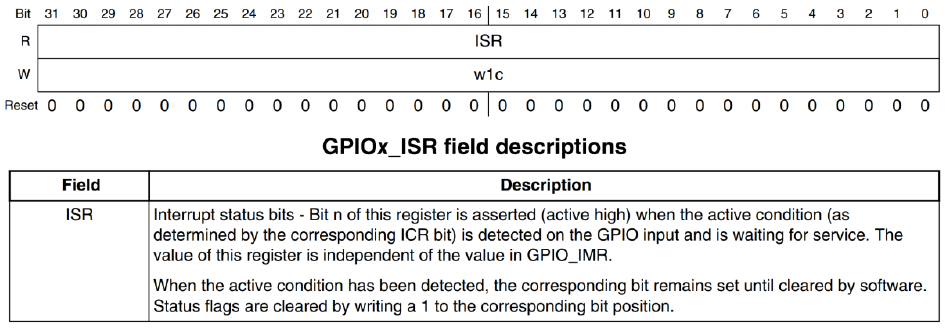 Bit 31 30 29 28 27 26 25 24 23 22 21 20 19 18 17 16 15 14 13 12 11 10 9 8 7 6 5 4 3 2 1 0
R ISR
W w1c
Reset 0 0 0 0 0 0 0 0 0 0 0 0 0 0 0 0 0 0 0 0 0 0 0 0 0 0 0 0 0 0 0 0
GPIOx_ISR field descriptions
Field Description
ISR Interrupt status bits - Bit n of this register is asserted (active high) when the active condition (as
determined by the corresponding ICR bit) is detected on the GPIO input and is waiting for service. The
value of this register is independent of the value in GPIO_IMR.
When the active condition has been detected, the corresponding bit remains set until cleared by software.
Status flags are cleared by writing a 1 to the corresponding bit position.